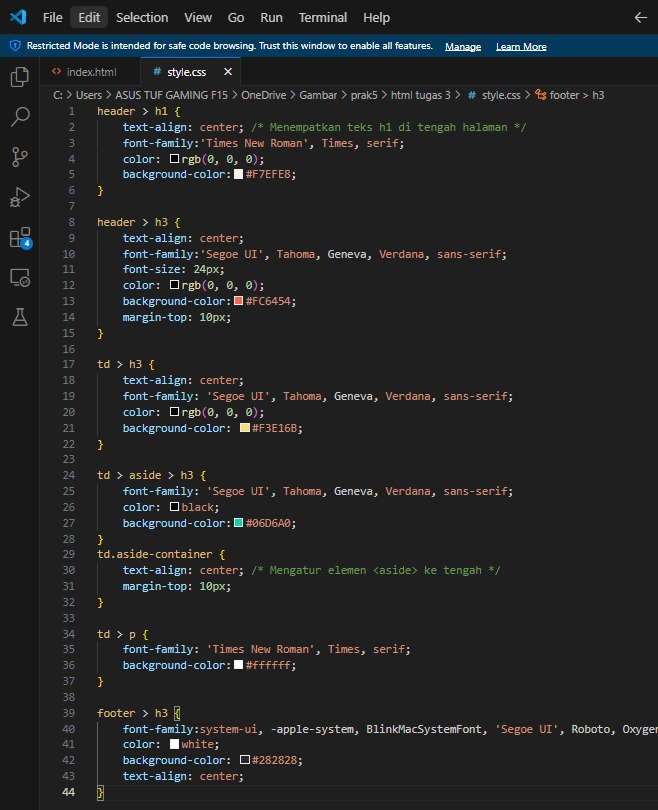 File Edit Selection View Go Run Terminal Help
Restricted Mode is intended for safe code browsing. Trust this window to enable all features. Manage Learn More
index.html # style.css
C: > Users > ASUS TUF GAMING F15 > OneDrive > Gambar > prak5 > html tugas 3 > # style.css > footer > h3
1 header > h1 {
2 text-align: center; /* Menempatkan teks h1 di tengah halaman */
3 font-family:'Times New Roman', Times, serif;
4 color: rgb(0, 0, 0);
5 background-color: #F7EFE8;
6 }
7
8 header > h3 {
9 text-align: center;
10 font-family:'Segoe UI', Tahoma, Geneva, Verdana, sans-serif;
11 font-size: 24px;
12 color: rgb(0, 0, 0);
13 background-color: #FC6454;
14 margin-top: 10px;
15 }
16
17 td > h3 {
18 text-align: center;
19 font-family: 'Segoe UI', Tahoma, Geneva, Verdana, sans-serif;
20 color: rgb(0, 0, 0);
21 background-color: #F3E16B;
22 }
23
24 td > aside > h3 {
25 font-family: 'Segoe UI', Tahoma, Geneva, Verdana, sans-serif;
26 color: black;
27 background-color: #06D6A0;
28 }
29 td.aside-container {
30 text-align: center; /* Mengatur elemen <aside> ke tengah */
31 margin-top: 10px;
32 }
33
34 td > p {
35 font-family: 'Times New Roman', Times, serif;
36 background-color: #ffffff;
37 }
38
39 footer > h3 {
40 font-family:system-ui, -apple-system, BlinkMacSystemFont, 'Segoe UI', Roboto, Oxygen
41 color: white;
42 background-color: #282828;
43 text-align: center;
44 }
4